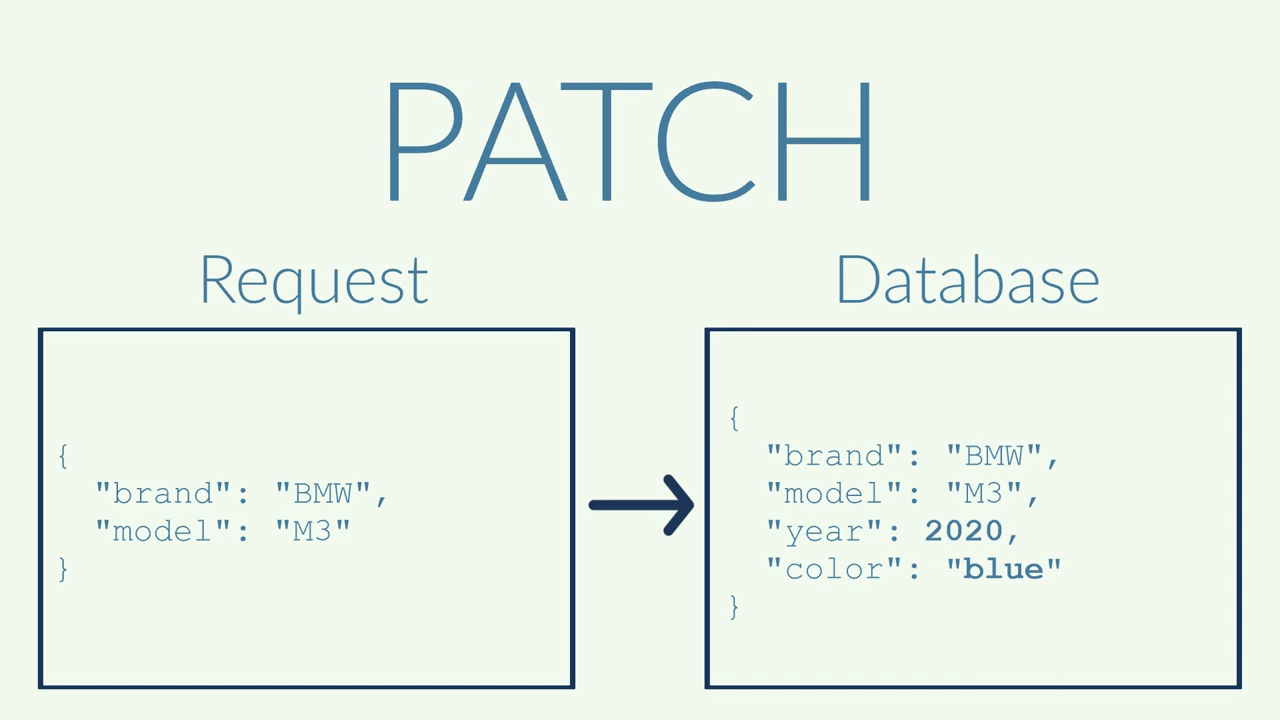 PATCH
Request
Database
{
  "brand": "BMW",
  "model": "M3"
}
{
  "brand": "BMW",
  "model": "M3",
  "year": 2020,
  "color": "blue"
}